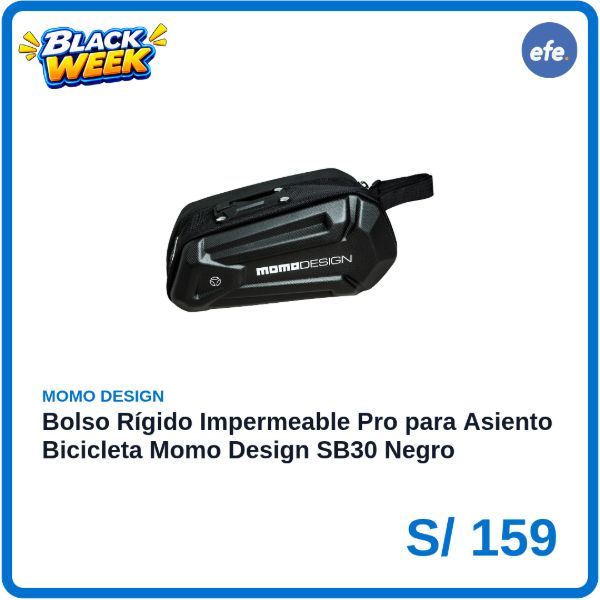 BLACK
WEEK
efe.
momoDESIGN
MOMO DESIGN
Bolso Rígido Impermeable Pro para Asiento
Bicicleta Momo Design SB30 Negro
S/ 159